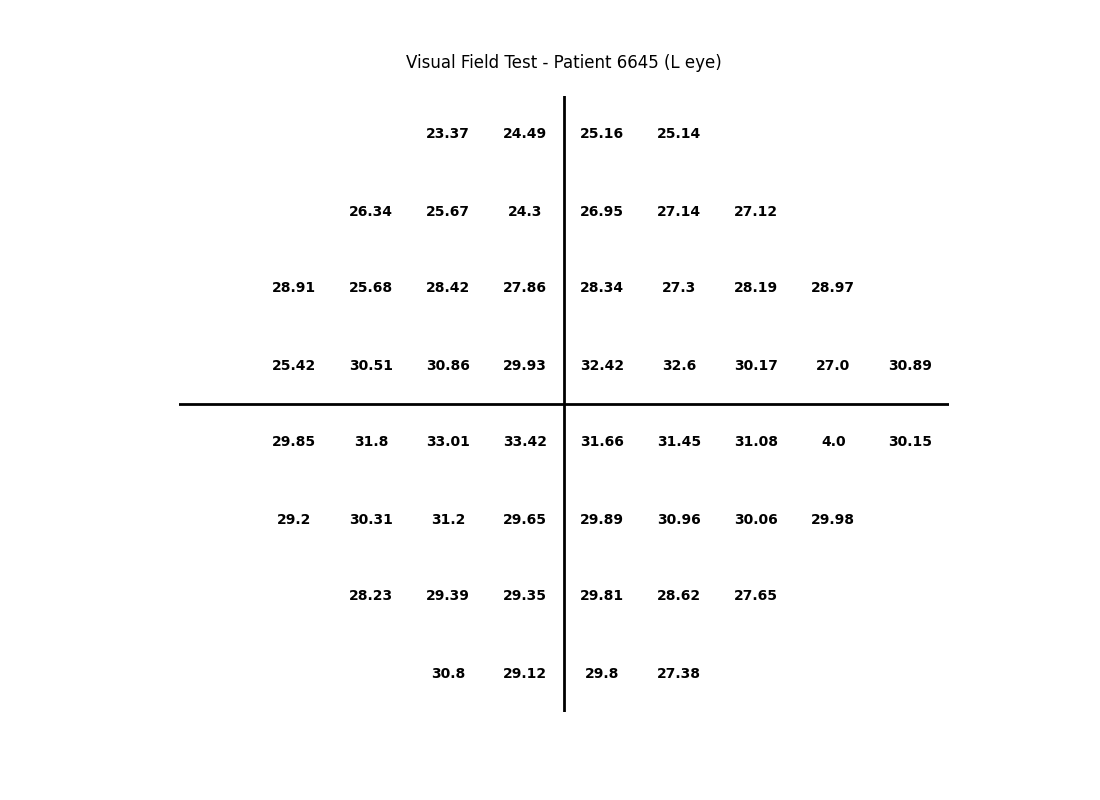 Visual Field Test - Patient 6645 (L eye)
23.37 24.49 25.16 25.14
26.34 25.67 24.3 26.95 27.14 27.12
28.91 25.68 28.42 27.86 28.34 27.3 28.19 28.97
25.42 30.51 30.86 29.93 32.42 32.6 30.17 27.0 30.89
29.85 31.8 33.01 33.42 31.66 31.45 31.08 4.0 30.15
29.2 30.31 31.2 29.65 29.89 30.96 30.06 29.98
28.23 29.39 29.35 29.81 28.62 27.65
30.8 29.12 29.8 27.38